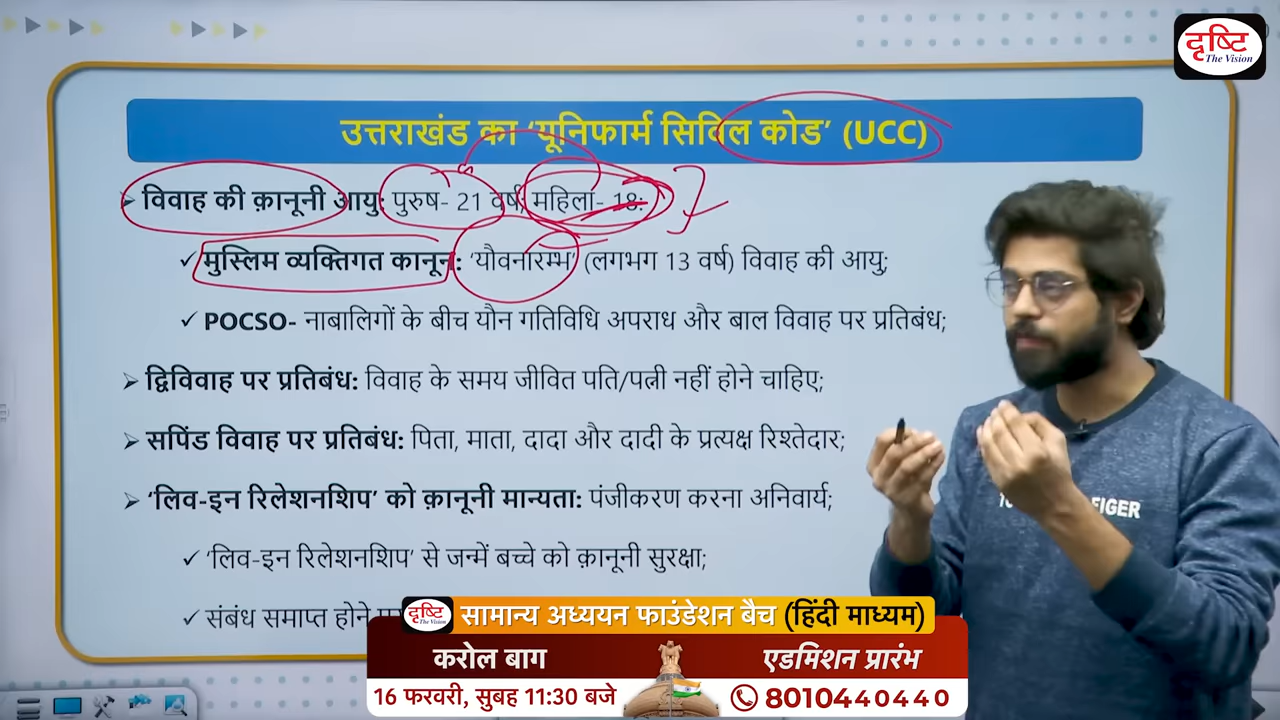 दृष्टि
The Vision
उत्तराखंड का ‘यूनिफार्म सिविल कोड’ (UCC)
विवाह की क़ानूनी आयु: पुरुष- 21 वर्ष, महिला- 18:
मुस्लिम व्यक्तिगत कानून: ‘यौवनारम्भ’ (लगभग 13 वर्ष) विवाह की आयु;
POCSO- नाबालिगों के बीच यौन गतिविधि अपराध और बाल विवाह पर प्रतिबंध;
द्विविवाह पर प्रतिबंध: विवाह के समय जीवित पति/पत्नी नहीं होने चाहिए;
सपिंड विवाह पर प्रतिबंध: पिता, माता, दादा और दादी के प्रत्यक्ष रिश्तेदार;
‘लिव-इन रिलेशनशिप’ को क़ानूनी मान्यता: पंजीकरण करना अनिवार्य;
‘लिव-इन रिलेशनशिप’ से जन्में बच्चे को क़ानूनी सुरक्षा;
संबंध समाप्त होने
दृष्टि The Vision सामान्य अध्ययन फाउंडेशन बैच (हिंदी माध्यम)
करोल बाग एडमिशन प्रारंभ
16 फरवरी, सुबह 11:30 बजे 8010440440